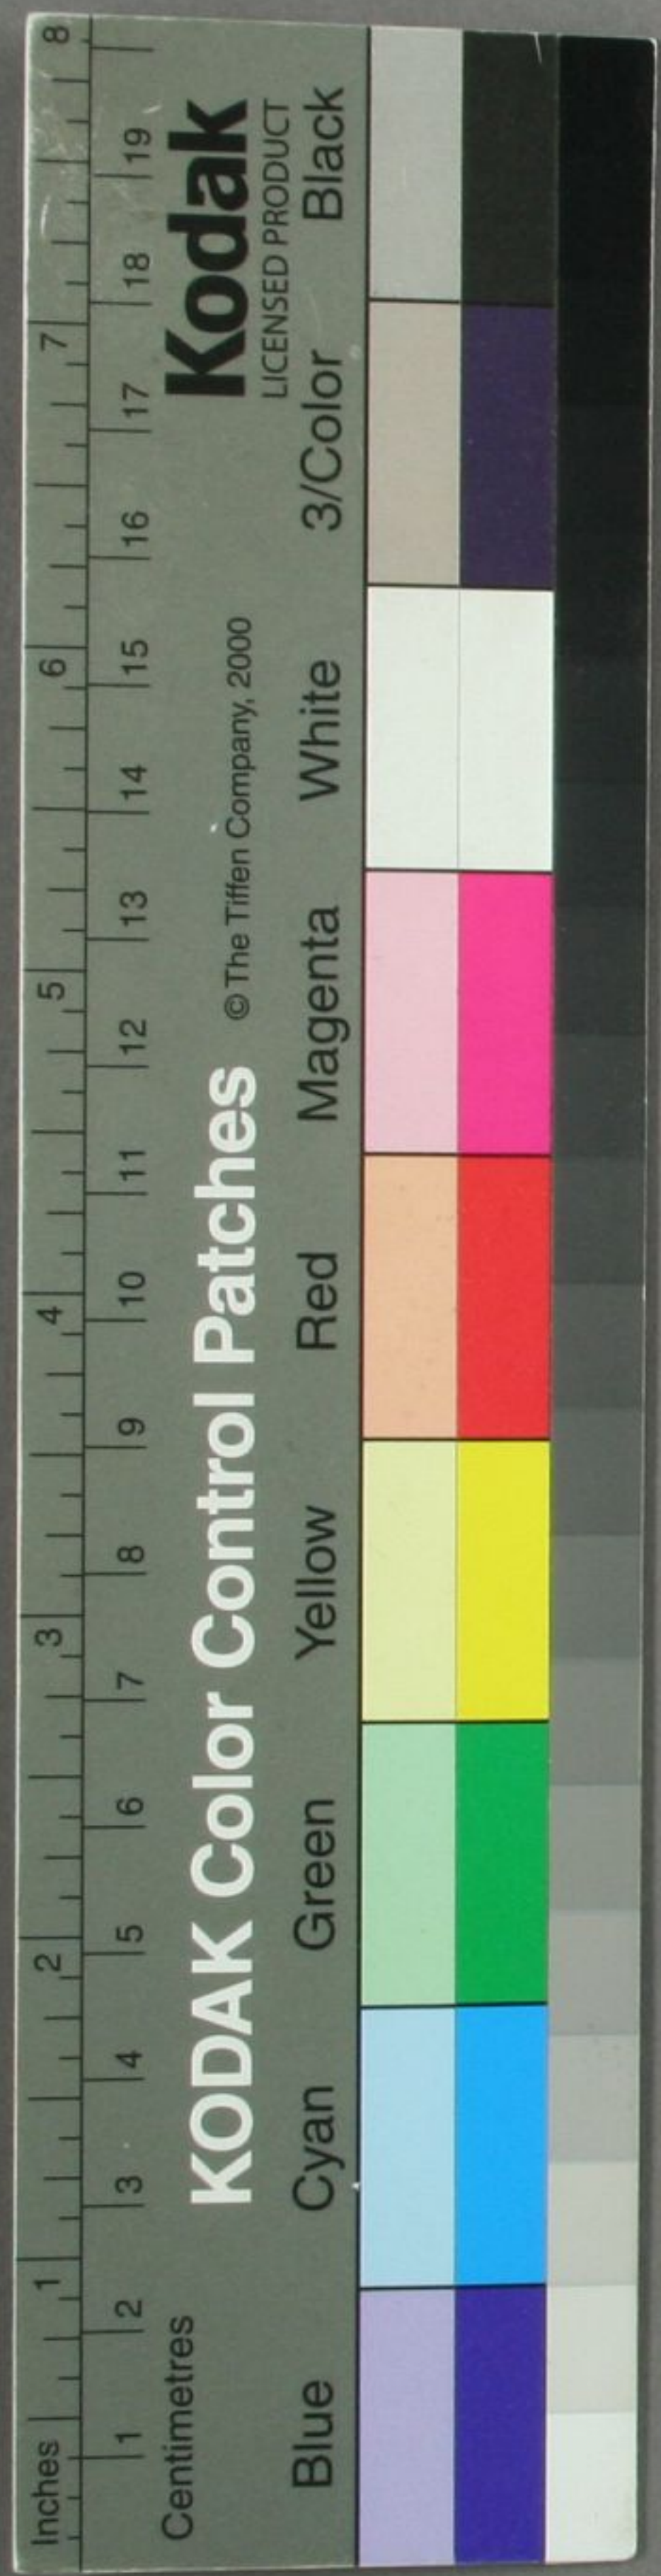 Inches 1 2 3 4 5 6 7 8
1 2 3 4 5 6 7 8 9 10 11 12 13 14 15 16 17 18 19
Centimetres
KODAK Color Control Patches © The Tiffen Company, 2000 Kodak
LICENSED PRODUCT
Blue Cyan Green Yellow Red Magenta White 3/Color Black